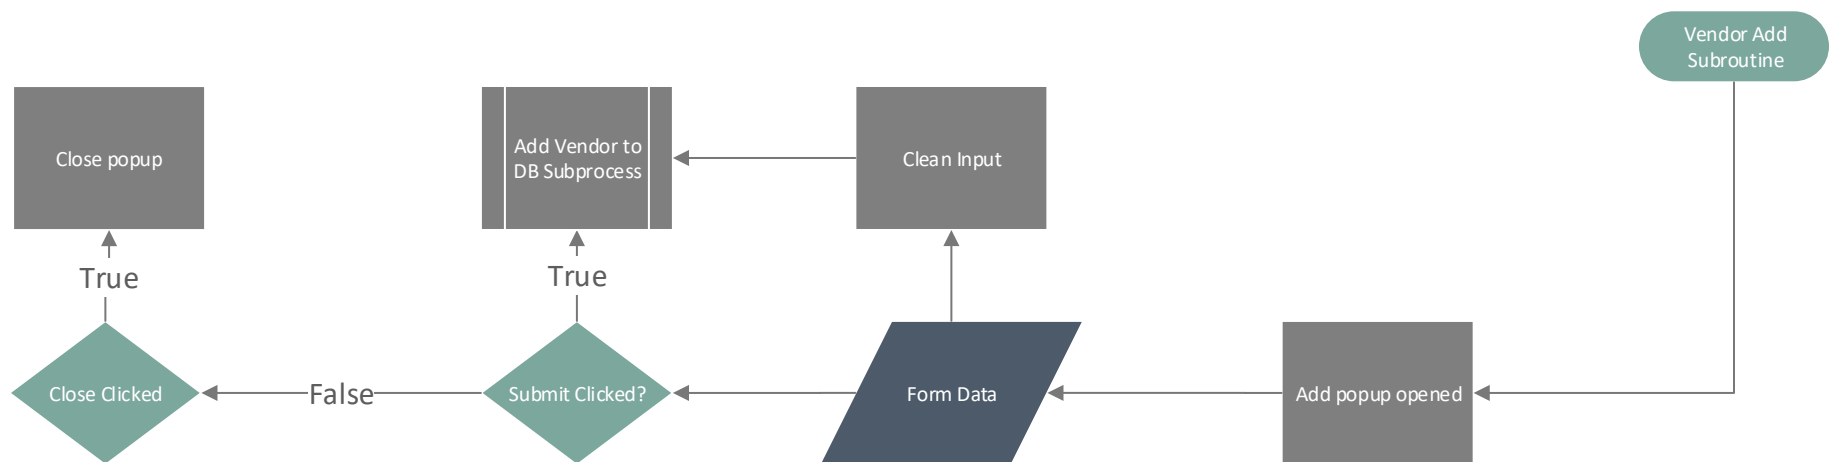 Vendor Add
Subroutine
Close popup
Add Vendor to
DB Subprocess
Clean Input
True
True
Close Clicked
False
Submit Clicked?
Form Data
Add popup opened